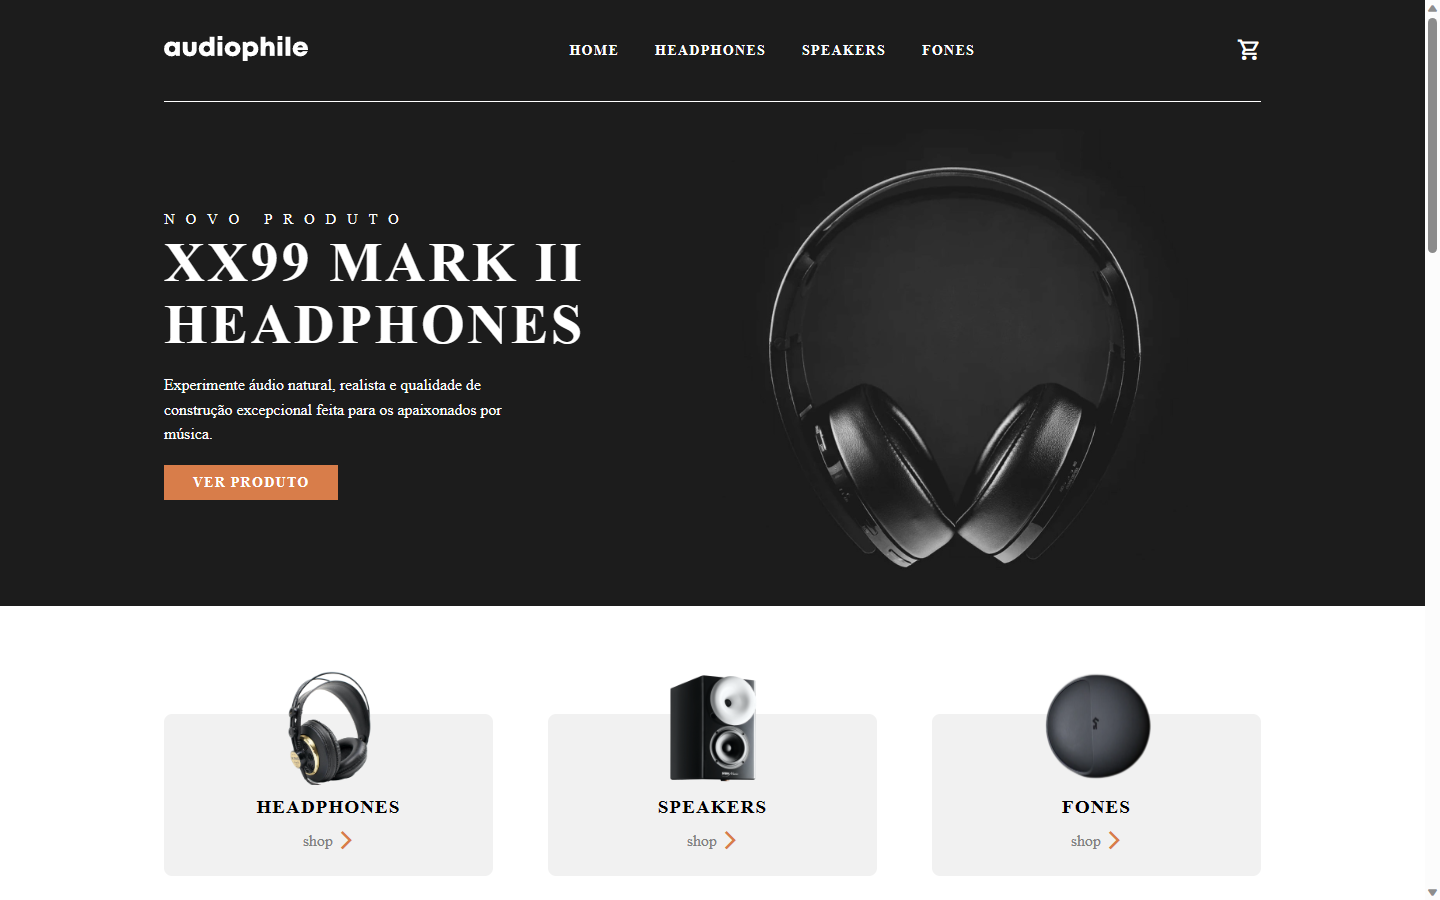 audiophile
HOME HEADPHONES SPEAKERS FONES
NOVO PRODUTO
XX99 MARK II
HEADPHONES
Experimente áudio natural, realista e qualidade de
construção excepcional feita para os apaixonados por
música.
VER PRODUTO
HEADPHONES
shop
SPEAKERS
shop
FONES
shop